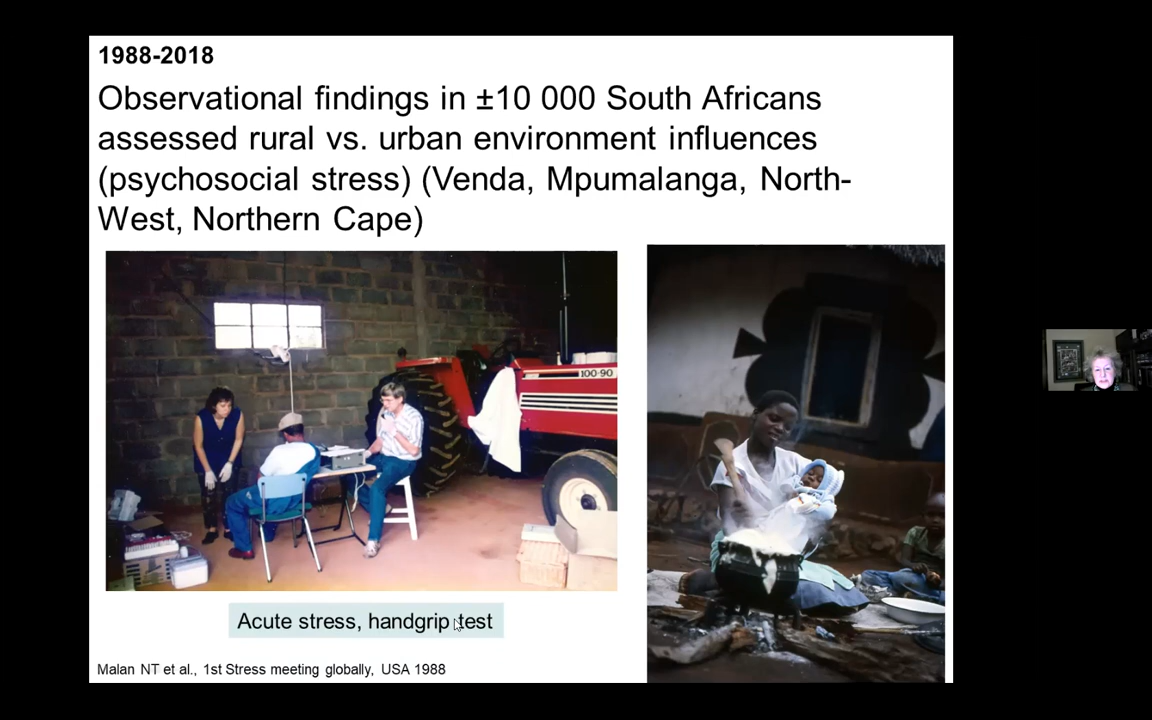 1988-2018
Observational findings in ±10 000 South Africans
assessed rural vs. urban environment influences
(psychosocial stress) (Venda, Mpumalanga, North-
West, Northern Cape)
100-90
Acute stress, handgrip test
Malan NT et al., 1st Stress meeting globally, USA 1988